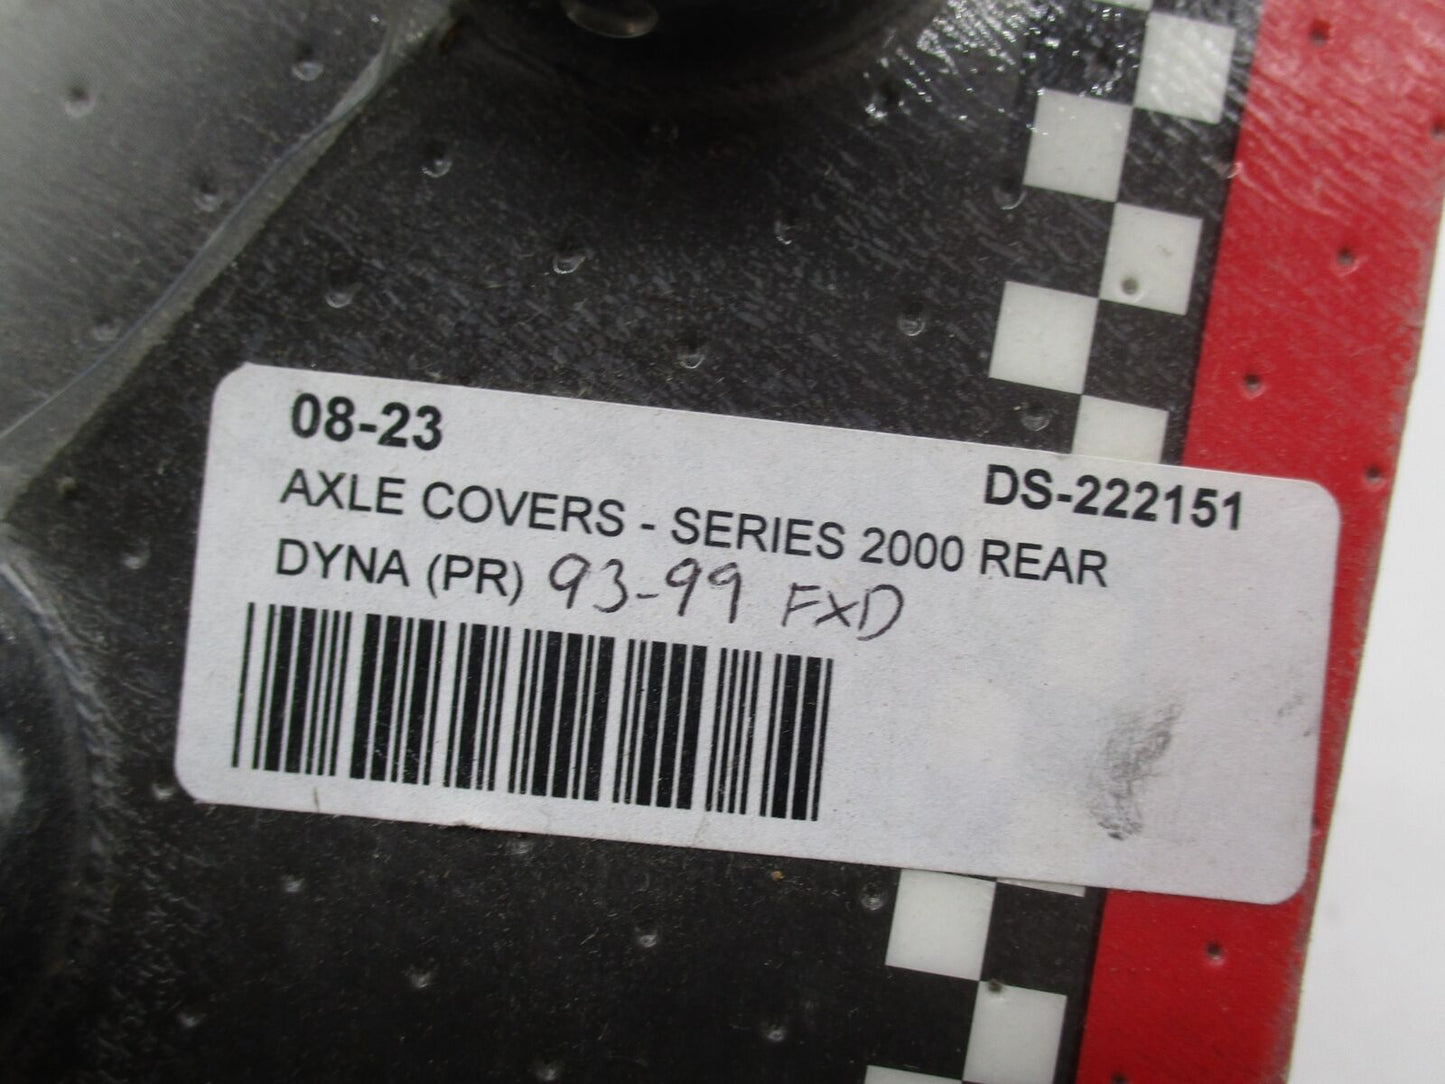 08-23
DS-222151
AXLE COVERS - SERIES 2000 REAR
DYNA (PR) 93-99 FXD